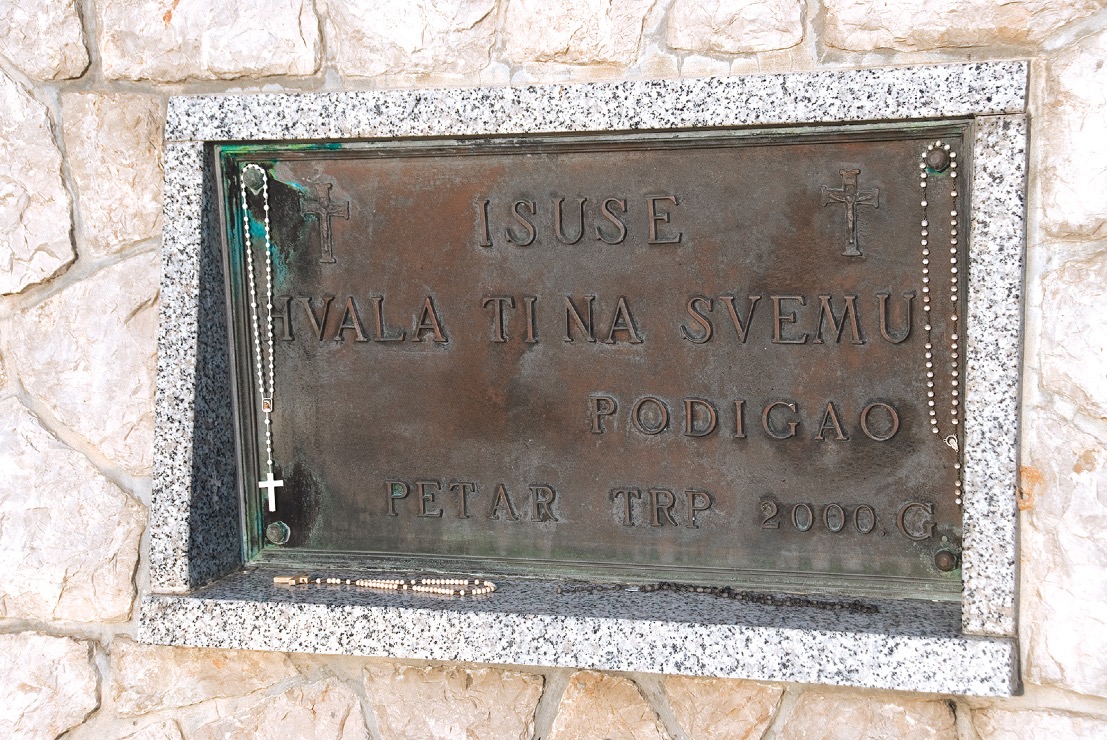 ISUSE
HVALA TI NA SVEMU
PODIGAO
PETAR TRP 2000.G